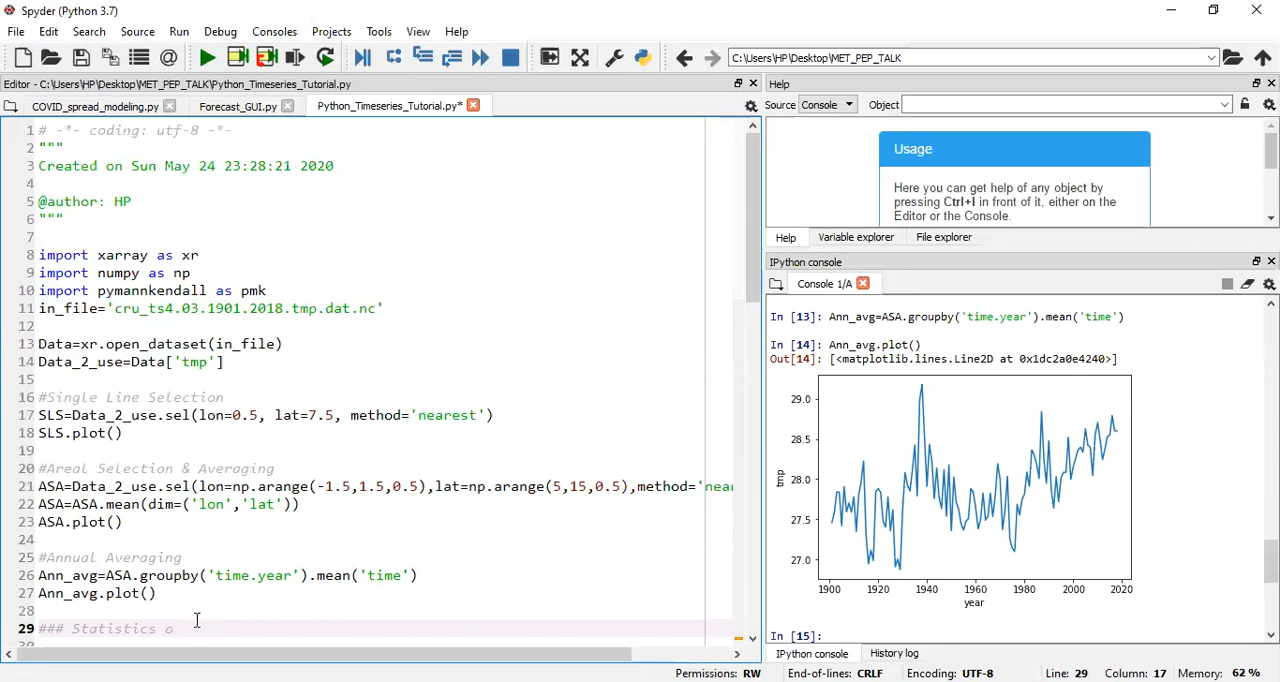 Spyder (Python 3.7)
File Edit Search Source Run Debug Consoles Projects Tools View Help
C:\Users\HP\Desktop\MET_PEP_TALK
Editor - C:\Users\HP\Desktop\MET_PEP_TALK\Python_Timeseries_Tutorial.py
COVID_spread_modeling.py Forecast_GUI.py Python_Timeseries_Tutorial.py*
1 # -*- coding: utf-8 -*-
2 """
3 Created on Sun May 24 23:28:21 2020
4
5 @author: HP
6 """
7
8 import xarray as xr
9 import numpy as np
10 import pymannkendall as pmk
11 in_file='cru_ts4.03.1901.2018.tmp.dat.nc'
12
13 Data=xr.open_dataset(in_file)
14 Data_2_use=Data['tmp']
15
16 #Single Line Selection
17 SLS=Data_2_use.sel(lon=0.5, lat=7.5, method='nearest')
18 SLS.plot()
19
20 #Areal Selection & Averaging
21 ASA=Data_2_use.sel(lon=np.arange(-1.5,1.5,0.5),lat=np.arange(5,15,0.5),method='near
22 ASA=ASA.mean(dim=('lon','lat'))
23 ASA.plot()
24
25 #Annual Averaging
26 Ann_avg=ASA.groupby('time.year').mean('time')
27 Ann_avg.plot()
28
29 ### Statistics o
30
Help
Source Console Object
Usage
Here you can get help of any object by
pressing Ctrl+I in front of it, either on the
Editor or the Console.
Help Variable explorer File explorer
IPython console
Console 1/A
In [13]: Ann_avg=ASA.groupby('time.year').mean('time')
In [14]: Ann_avg.plot()
Out[14]: [<matplotlib.lines.Line2D at 0x1dc2a0e4240>]
29.0
28.5
28.0
27.5
27.0
tmp
1900 1920 1940 1960 1980 2000 2020
year
In [15]:
IPython console History log
Permissions: RW End-of-lines: CRLF Encoding: UTF-8 Line: 29 Column: 17 Memory: 62 %